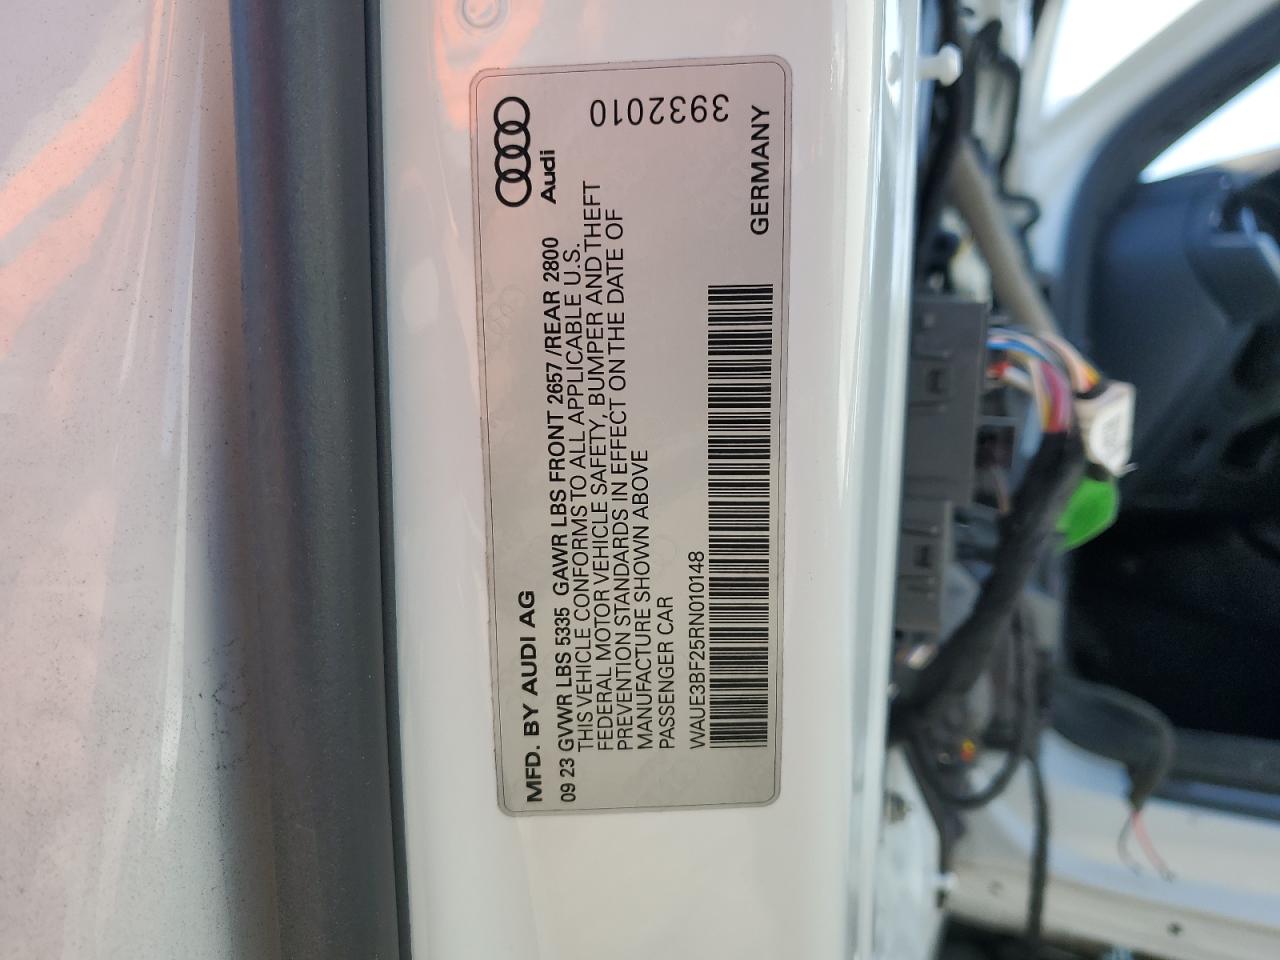 MFD. BY AUDI AG
Audi
09 23 GVWR LBS 5335 GAWR LBS FRONT 2657 /REAR 2800
THIS VEHICLE CONFORMS TO ALL APPLICABLE U.S.
FEDERAL MOTOR VEHICLE SAFETY, BUMPER AND THEFT
PREVENTION STANDARDS IN EFFECT ON THE DATE OF
MANUFACTURE SHOWN ABOVE
PASSENGER CAR
WAUE3BF25RN010148
GERMANY
3932010